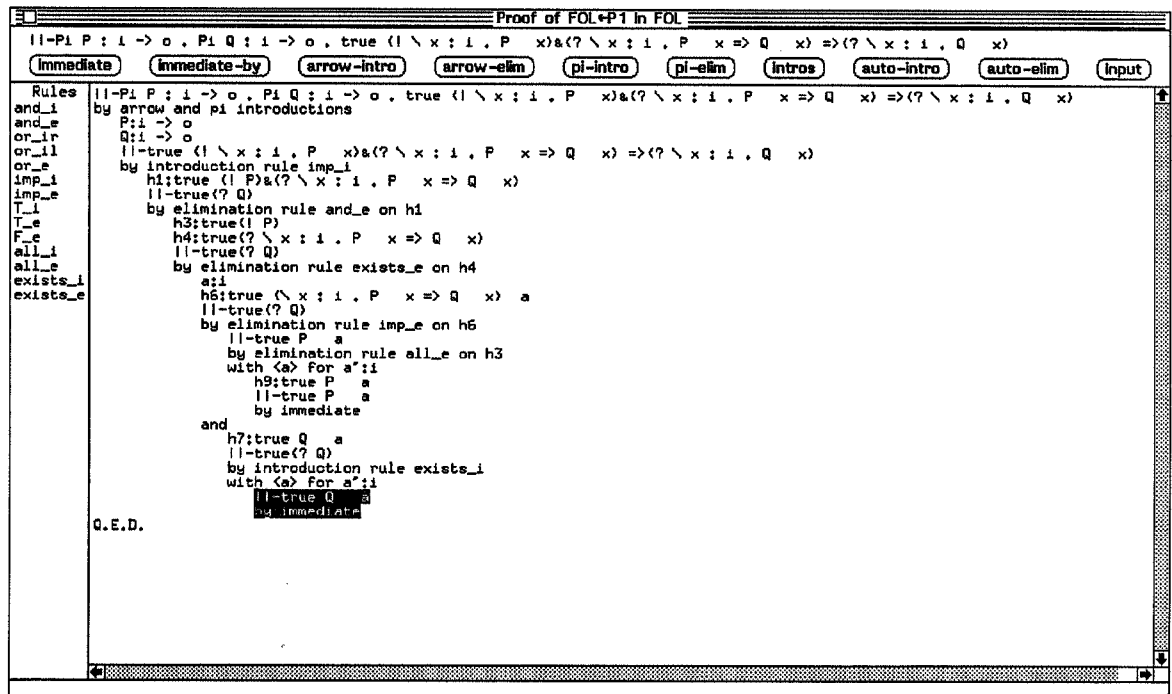 Proof of FOL↔P1 in FOL
||-Pi P : i -> o . Pi Q : i -> o . true (! \ x : i . P x)&(? \ x : i . P x => Q x) =>(? \ x : i . Q x)
immediate immediate-by arrow-intro arrow-elim pi-intro pi-elim intros auto-intro auto-elim input
Rules
and_i
and_e
or_ir
or_il
or_e
imp_i
imp_e
T_i
T_e
F_e
all_i
all_e
exists_i
exists_e
||-Pi P : i -> o . Pi Q : i -> o . true (! \ x : i . P x)&(? \ x : i . P x => Q x) =>(? \ x : i . Q x)
by arrow and pi introductions
P:i -> o
Q:i -> o
||-true (! \ x : i . P x)&(? \ x : i . P x => Q x) =>(? \ x : i . Q x)
by introduction rule imp_i
h1:true (! P)&(? \ x : i . P x => Q x)
||-true(? Q)
by elimination rule and_e on h1
h3:true(! P)
h4:true(? \ x : i . P x => Q x)
||-true(? Q)
by elimination rule exists_e on h4
a:i
h6:true (\ x : i . P x => Q x) a
||-true(? Q)
by elimination rule imp_e on h6
||-true P a
by elimination rule all_e on h3
with <a> for a":i
h9:true P a
||-true P a
by immediate
and
h7:true Q a
||-true(? Q)
by introduction rule exists_i
with <a> for a":i
||-true Q a
by immediate
Q.E.D.